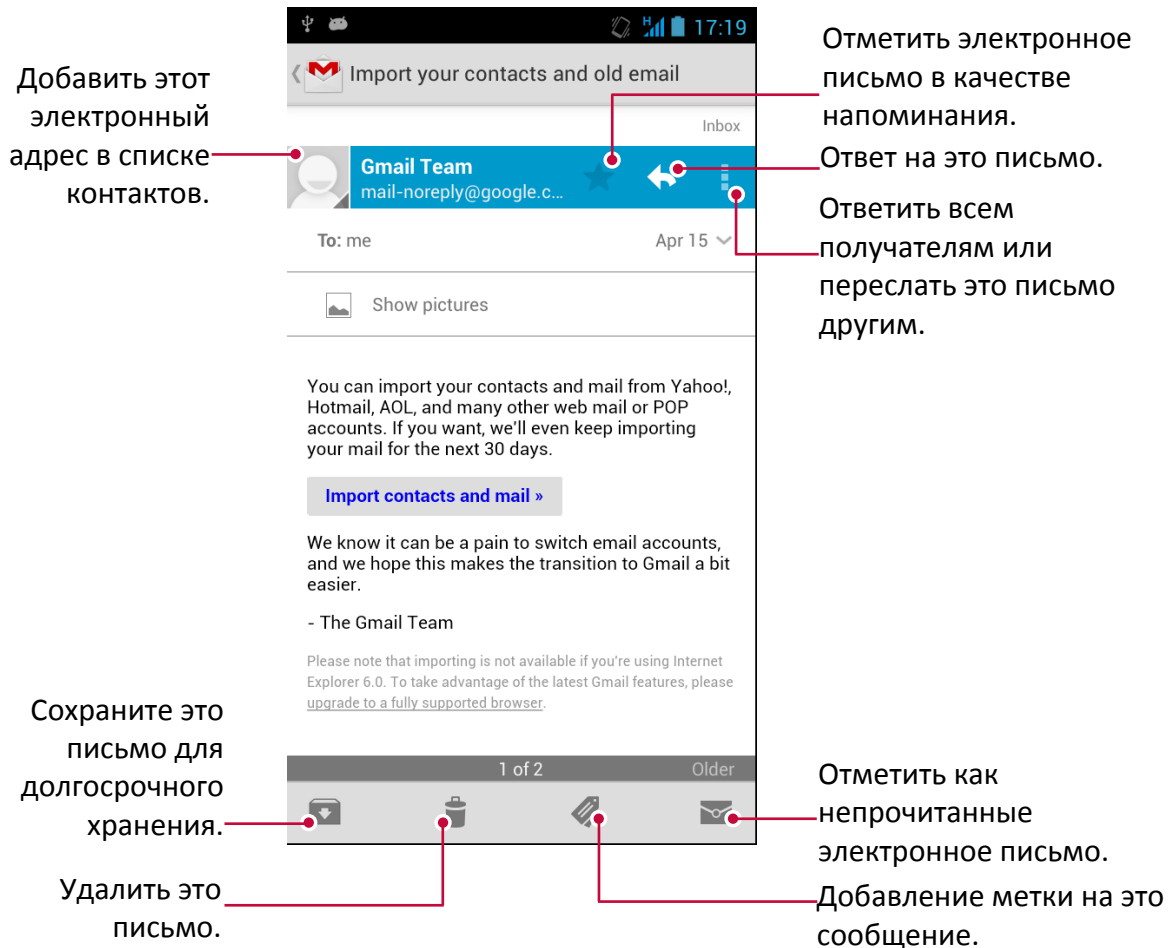 17:19
Import your contacts and old email
Inbox
Gmail Team
mail-noreply@google.c...
To: me
Apr 15
Show pictures
You can import your contacts and mail from Yahoo!,
Hotmail, AOL, and many other web mail or POP
accounts. If you want, we'll even keep importing
your mail for the next 30 days.
Import contacts and mail »
We know it can be a pain to switch email accounts,
and we hope this makes the transition to Gmail a bit
easier.
- The Gmail Team
Please note that importing is not available if you're using Internet
Explorer 6.0. To take advantage of the latest Gmail features, please
upgrade to a fully supported browser.
1 of 2
Older
Добавить этот
электронный
адрес в списке
контактов.
Сохраните это
письмо для
долгосрочного
хранения.
Удалить это
письмо.
Отметить электронное
письмо в качестве
напоминания.
Ответ на это письмо.
Ответить всем
получателям или
переслать это письмо
другим.
Отметить как
непрочитанные
электронное письмо.
Добавление метки на это
сообщение.
H